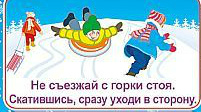 Не съезжай с горки стоя.
Скатившись, сразу уходи в сторону.